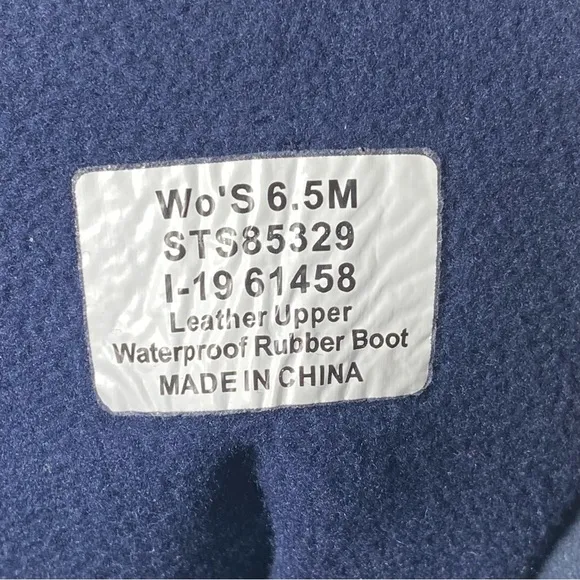 Wo'S 6.5M
STS85329
I-19 61458
Leather Upper
Waterproof Rubber Boot
MADE IN CHINA